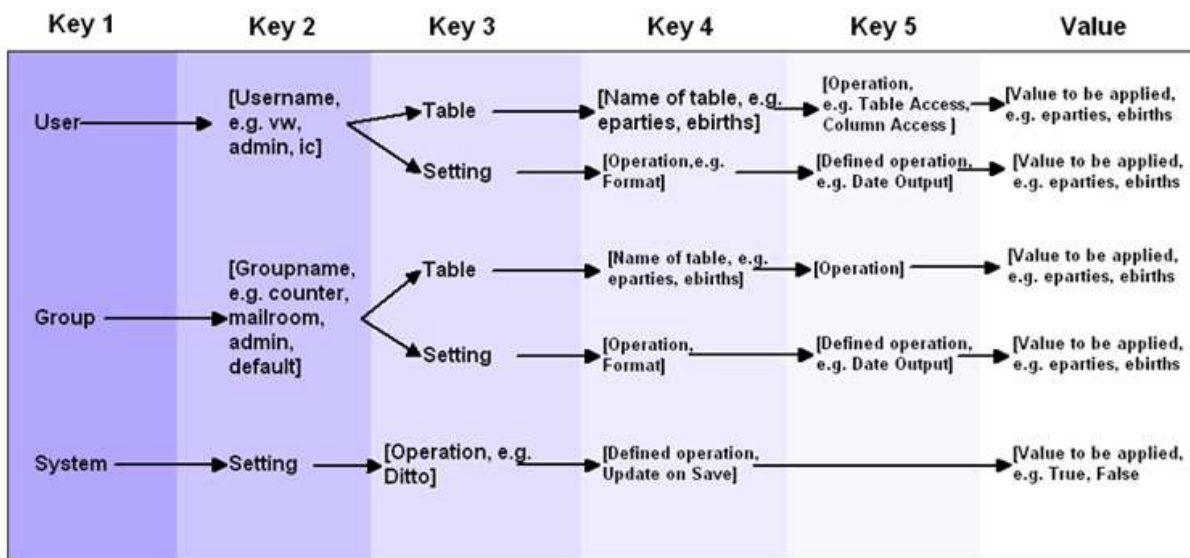 Key 1 Key 2 Key 3 Key 4 Key 5 Value
User
[Username,
e.g. vw,
admin, ic]
Table
[Name of table, e.g.
eparties, ebirths]
[Operation,
e.g. Table Access,
Column Access ]
[Value to be applied,
e.g. eparties, ebirths
Setting
[Operation,e.g.
Format]
[Defined operation,
e.g. Date Output]
[Value to be applied,
e.g. eparties, ebirths
Group
[Groupname,
e.g. counter,
mailroom,
admin,
default]
Table
[Name of table, e.g.
eparties, ebirths]
[Operation]
[Value to be applied,
e.g. eparties, ebirths
Setting
[Operation,
Format]
[Defined operation,
e.g. Date Output]
[Value to be applied,
e.g. eparties, ebirths
System
Setting
[Operation, e.g.
Ditto]
[Defined operation,
Update on Save]
[Value to be applied,
e.g. True, False